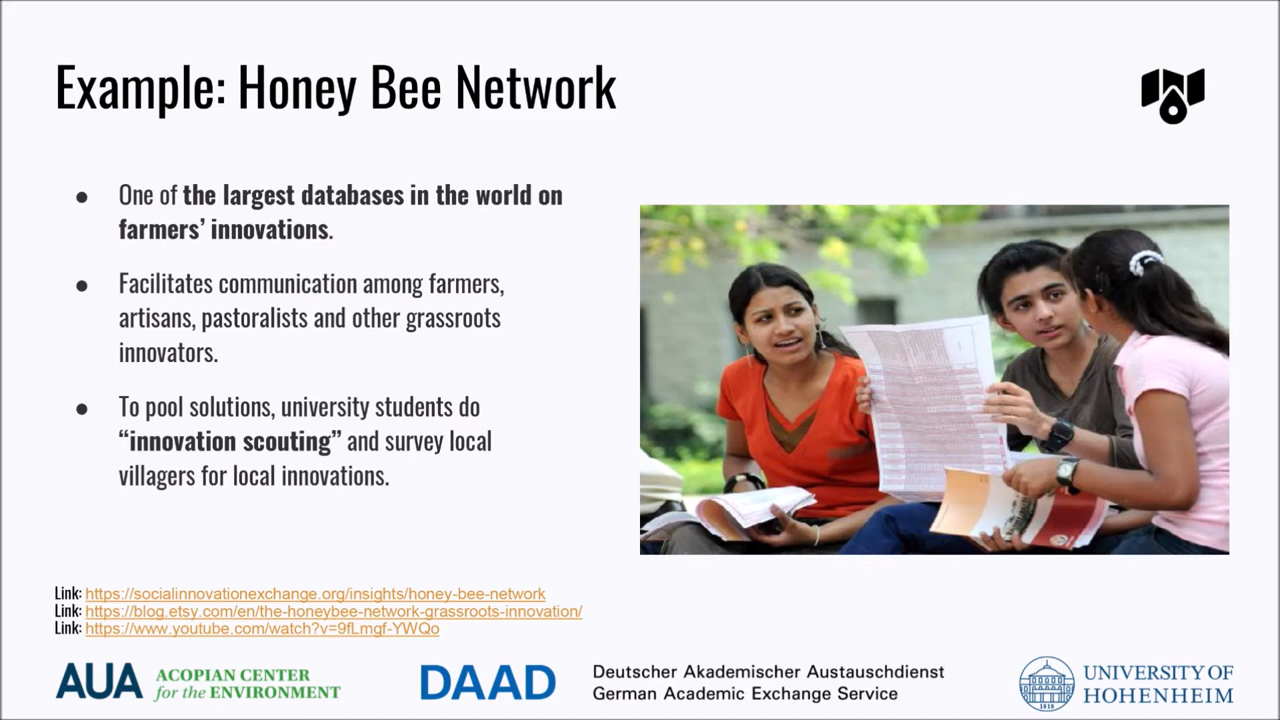 Example: Honey Bee Network
● One of the largest databases in the world on
farmers’ innovations.
● Facilitates communication among farmers,
artisans, pastoralists and other grassroots
innovators.
● To pool solutions, university students do
“innovation scouting” and survey local
villagers for local innovations.
Link: https://socialinnovationexchange.org/insights/honey-bee-network
Link: https://blog.etsy.com/en/the-honeybee-network-grassroots-innovation/
Link: https://www.youtube.com/watch?v=9fLmgf-YWQo
AUA ACOPIAN CENTER
for the ENVIRONMENT
DAAD Deutscher Akademischer Austauschdienst
German Academic Exchange Service
UNIVERSITY OF
HOHENHEIM
1818